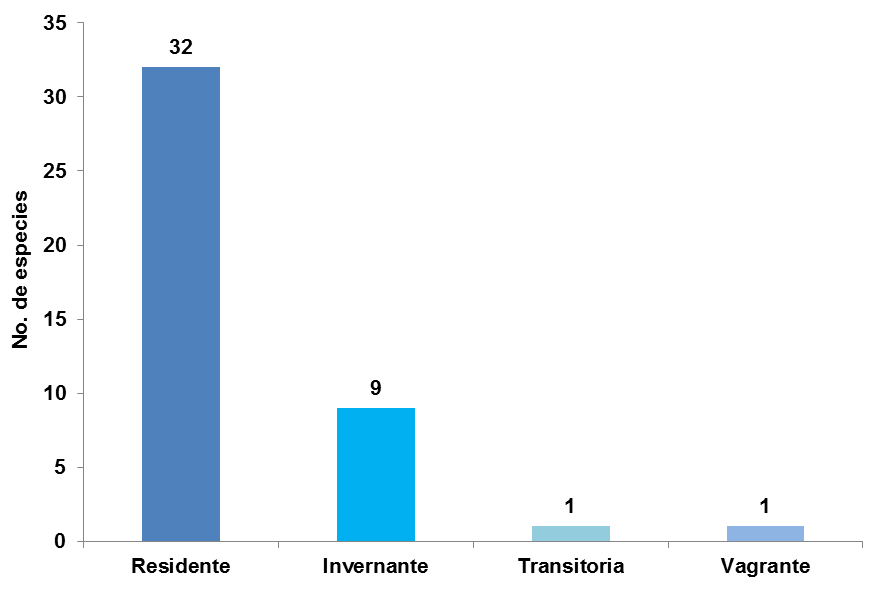 No. de especies
35
30
25
20
15
10
5
0
32
9
1
1
Residente
Invernante
Transitoria
Vagrante